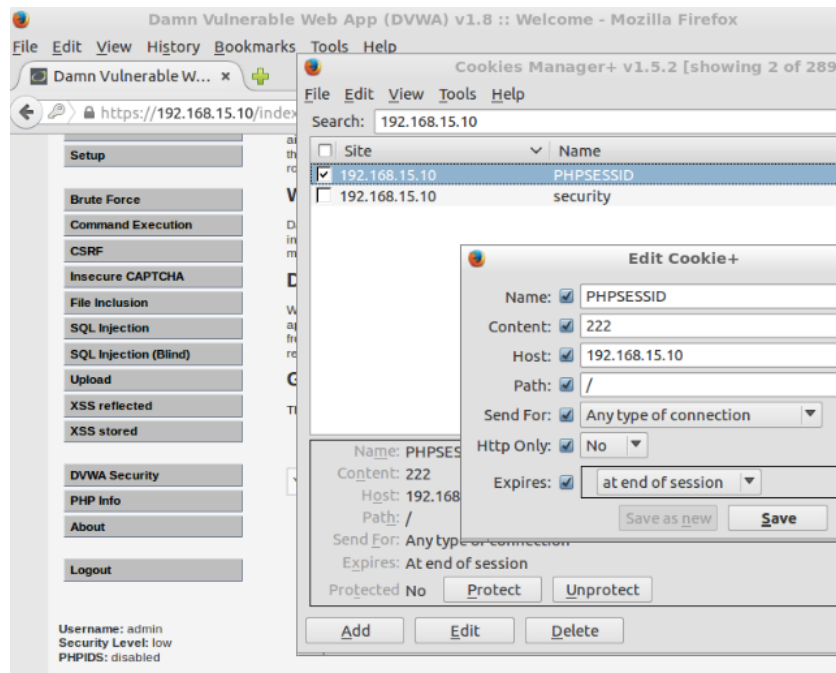 Damn Vulnerable Web App (DVWA) v1.8 :: Welcome - Mozilla Firefox
File Edit View History Bookmarks Tools Help
Damn Vulnerable W... ×
https://192.168.15.10/index
Setup
Brute Force
Command Execution
CSRF
Insecure CAPTCHA
File Inclusion
SQL Injection
SQL Injection (Blind)
Upload
XSS reflected
XSS stored
DVWA Security
PHP Info
About
Logout
Username: admin
Security Level: low
PHPIDS: disabled
Cookies Manager+ v1.5.2 [showing 2 of 289
File Edit View Tools Help
Search: 192.168.15.10
Site Name
192.168.15.10 PHPSESSID
192.168.15.10 security
Name: PHPSES
Content: 222
Host: 192.168
Path: /
Send For: Any type of connection
Expires: At end of session
Protected No Protect Unprotect
Add Edit Delete
Edit Cookie+
Name: PHPSESSID
Content: 222
Host: 192.168.15.10
Path: /
Send For: Any type of connection
Http Only: No
Expires: at end of session
Save as new Save